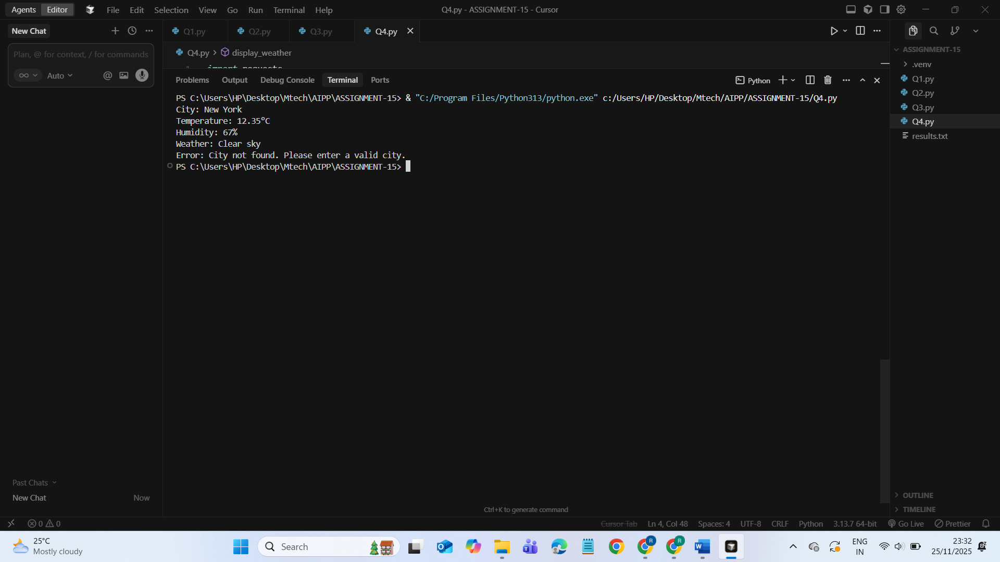 Agents Editor File Edit Selection View Go Run Terminal Help Q4.py - ASSIGNMENT-15 - Cursor
New Chat
Plan, @ for context, / for commands
Auto
Q1.py Q2.py Q3.py Q4.py
Q4.py > display_weather
1 import requests
Problems Output Debug Console Terminal Ports Python
PS C:\Users\HP\Desktop\Mtech\AIPP\ASSIGNMENT-15> & "C:/Program Files/Python313/python.exe" c:/Users/HP/Desktop/Mtech/AIPP/ASSIGNMENT-15/Q4.py
City: New York
Temperature: 12.35°C
Humidity: 67%
Weather: Clear sky
Error: City not found. Please enter a valid city.
PS C:\Users\HP\Desktop\Mtech\AIPP\ASSIGNMENT-15>
Ctrl+K to generate command
ASSIGNMENT-15
.venv
Q1.py
Q2.py
Q3.py
Q4.py
results.txt
OUTLINE
TIMELINE
Past Chats
New Chat Now
0 0 Cursor Tab Ln 4, Col 48 Spaces: 4 UTF-8 CRLF Python 3.13.7 64-bit Go Live Prettier
25°C
Mostly cloudy
Search
R R
ENG
IN
23:32
25/11/2025